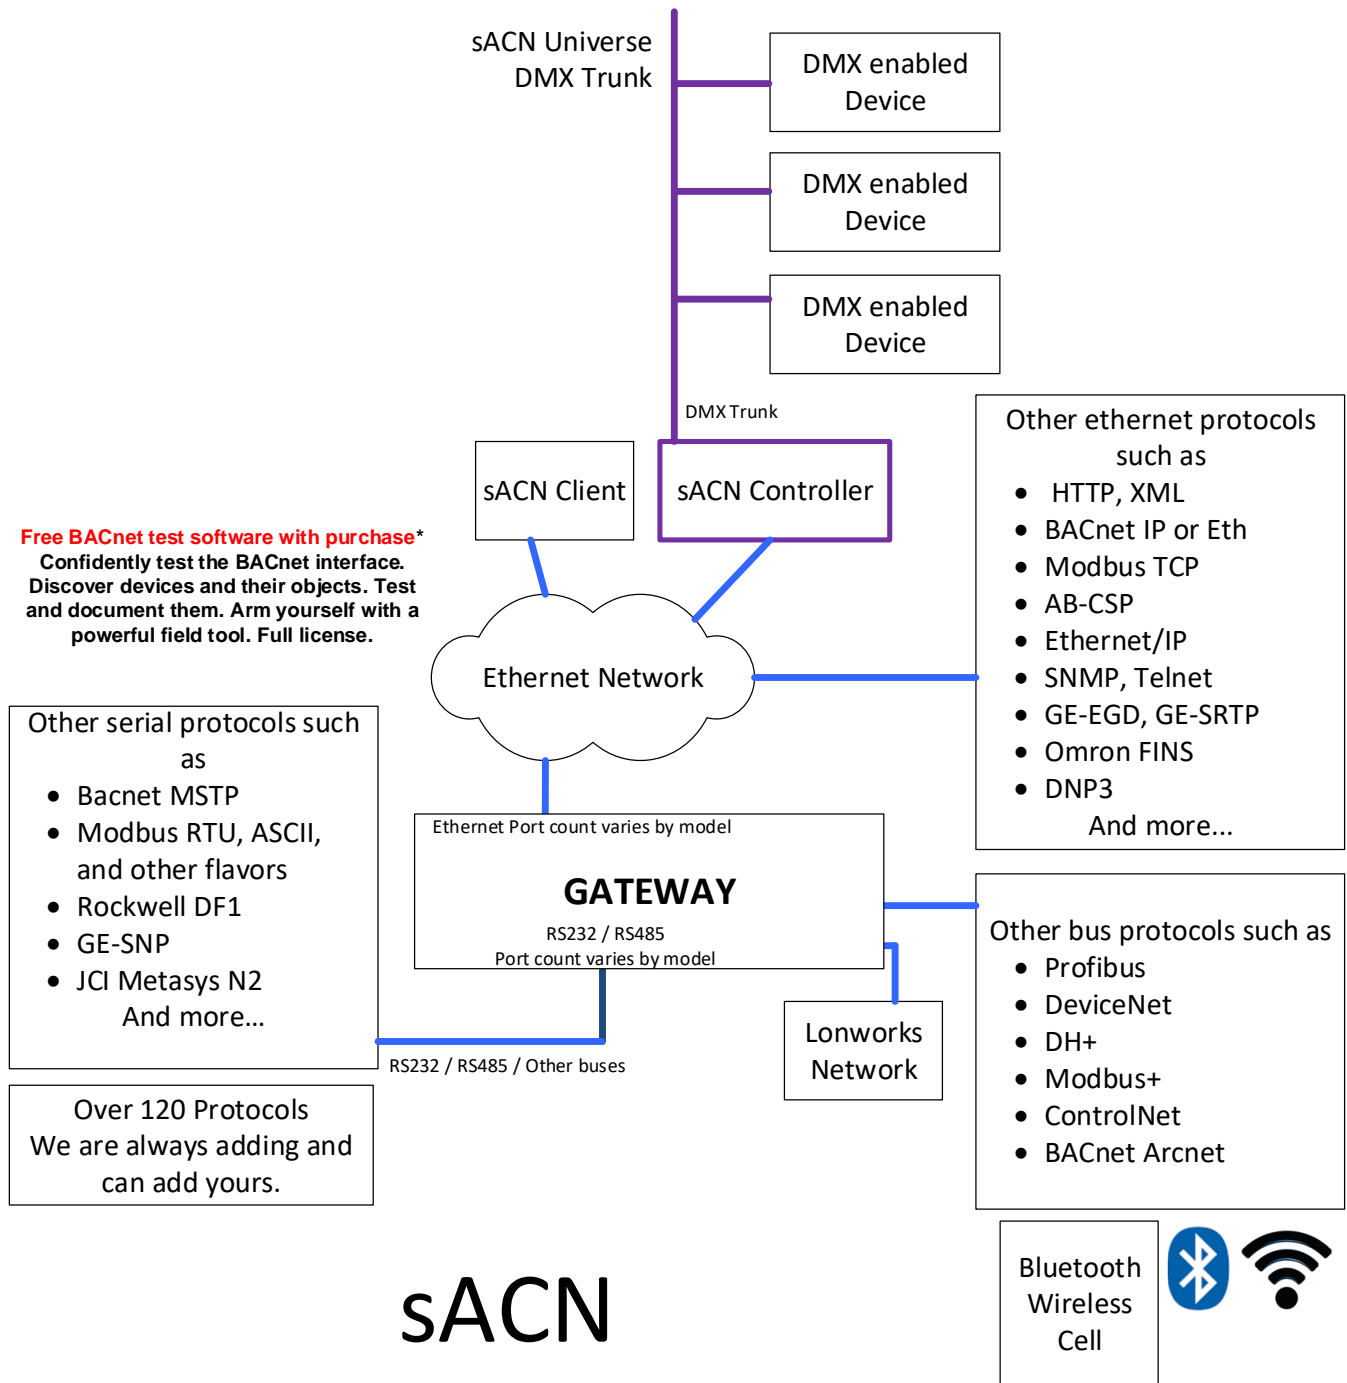 sACN Universe
DMX Trunk
DMX enabled
Device
DMX enabled
Device
DMX enabled
Device
DMX Trunk
sACN Client
sACN Controller
Other ethernet protocols
such as
• HTTP, XML
• BACnet IP or Eth
• Modbus TCP
• AB-CSP
• Ethernet/IP
• SNMP, Telnet
• GE-EGD, GE-SRTP
• Omron FINS
• DNP3
And more...
Free BACnet test software with purchase*
Confidently test the BACnet interface.
Discover devices and their objects. Test
and document them. Arm yourself with a
powerful field tool. Full license.
Ethernet Network
Other serial protocols such
as
• Bacnet MSTP
• Modbus RTU, ASCII,
and other flavors
• Rockwell DF1
• GE-SNP
• JCI Metasys N2
And more...
Ethernet Port count varies by model
GATEWAY
RS232 / RS485
Port count varies by model
Other bus protocols such as
• Profibus
• DeviceNet
• DH+
• Modbus+
• ControlNet
• BACnet Arcnet
Lonworks
Network
RS232 / RS485 / Other buses
Over 120 Protocols
We are always adding and
can add yours.
Bluetooth
Wireless
Cell
sACN